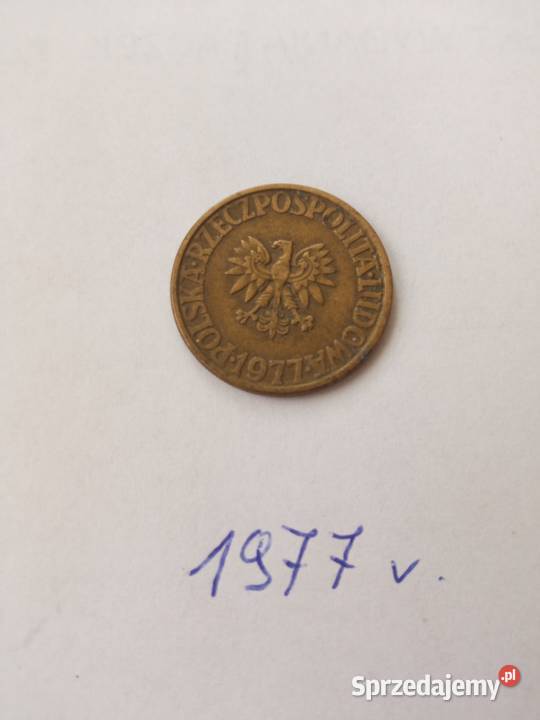 POLSKA·RZECZPOSPOLITA·LUDOWA
·1977·
1977 r.
Sprzedajemy.pl